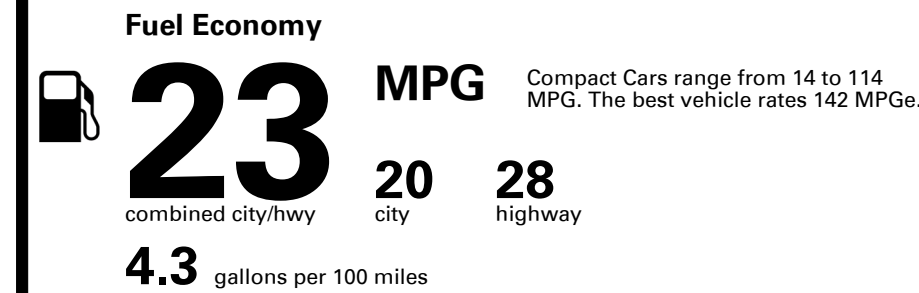 Fuel Economy
23 MPG
Compact Cars range from 14 to 114
MPG. The best vehicle rates 142 MPGe.
combined city/hwy
20 city
28 highway
4.3 gallons per 100 miles